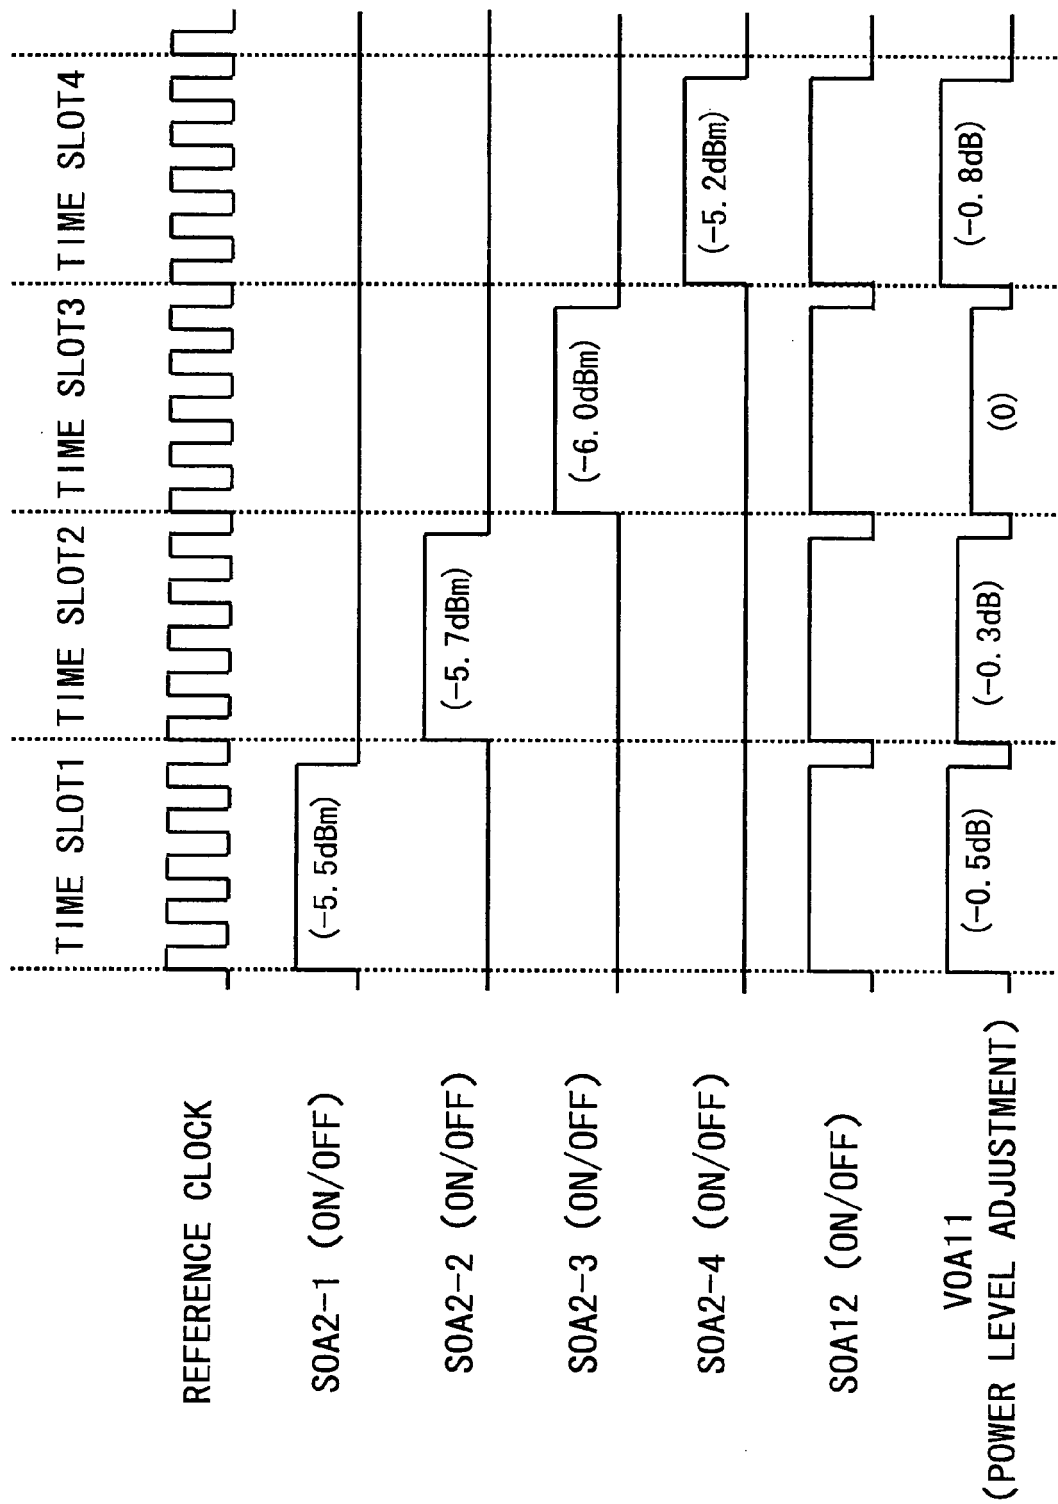 TIME SLOT1 TIME SLOT2 TIME SLOT3 TIME SLOT4
REFERENCE CLOCK
SOA2-1 (ON/OFF)
(-5.5dBm)
SOA2-2 (ON/OFF)
(-5.7dBm)
SOA2-3 (ON/OFF)
(-6.0dBm)
SOA2-4 (ON/OFF)
(-5.2dBm)
SOA12 (ON/OFF)
VOA11
(POWER LEVEL ADJUSTMENT)
(-0.5dB) (-0.3dB) (0) (-0.8dB)